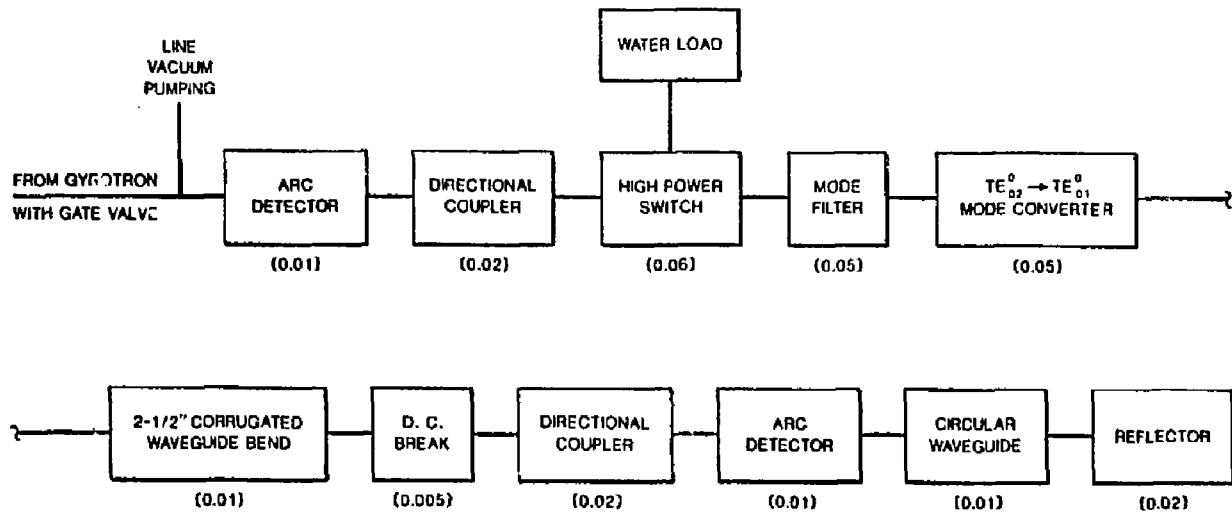 LINE
VACUUM
PUMPING
WATER LOAD
FROM GYROTRON
WITH GATE VALVE
ARC
DETECTOR
(0.01)
DIRECTIONAL
COUPLER
(0.02)
HIGH POWER
SWITCH
(0.06)
MODE
FILTER
(0.05)
TE⁰₀₂ → TE⁰₀₁
MODE CONVERTER
(0.05)
2-1/2" CORRUGATED
WAVEGUIDE BEND
(0.01)
D. C.
BREAK
(0.005)
DIRECTIONAL
COUPLER
(0.02)
ARC
DETECTOR
(0.01)
CIRCULAR
WAVEGUIDE
(0.01)
REFLECTOR
(0.02)